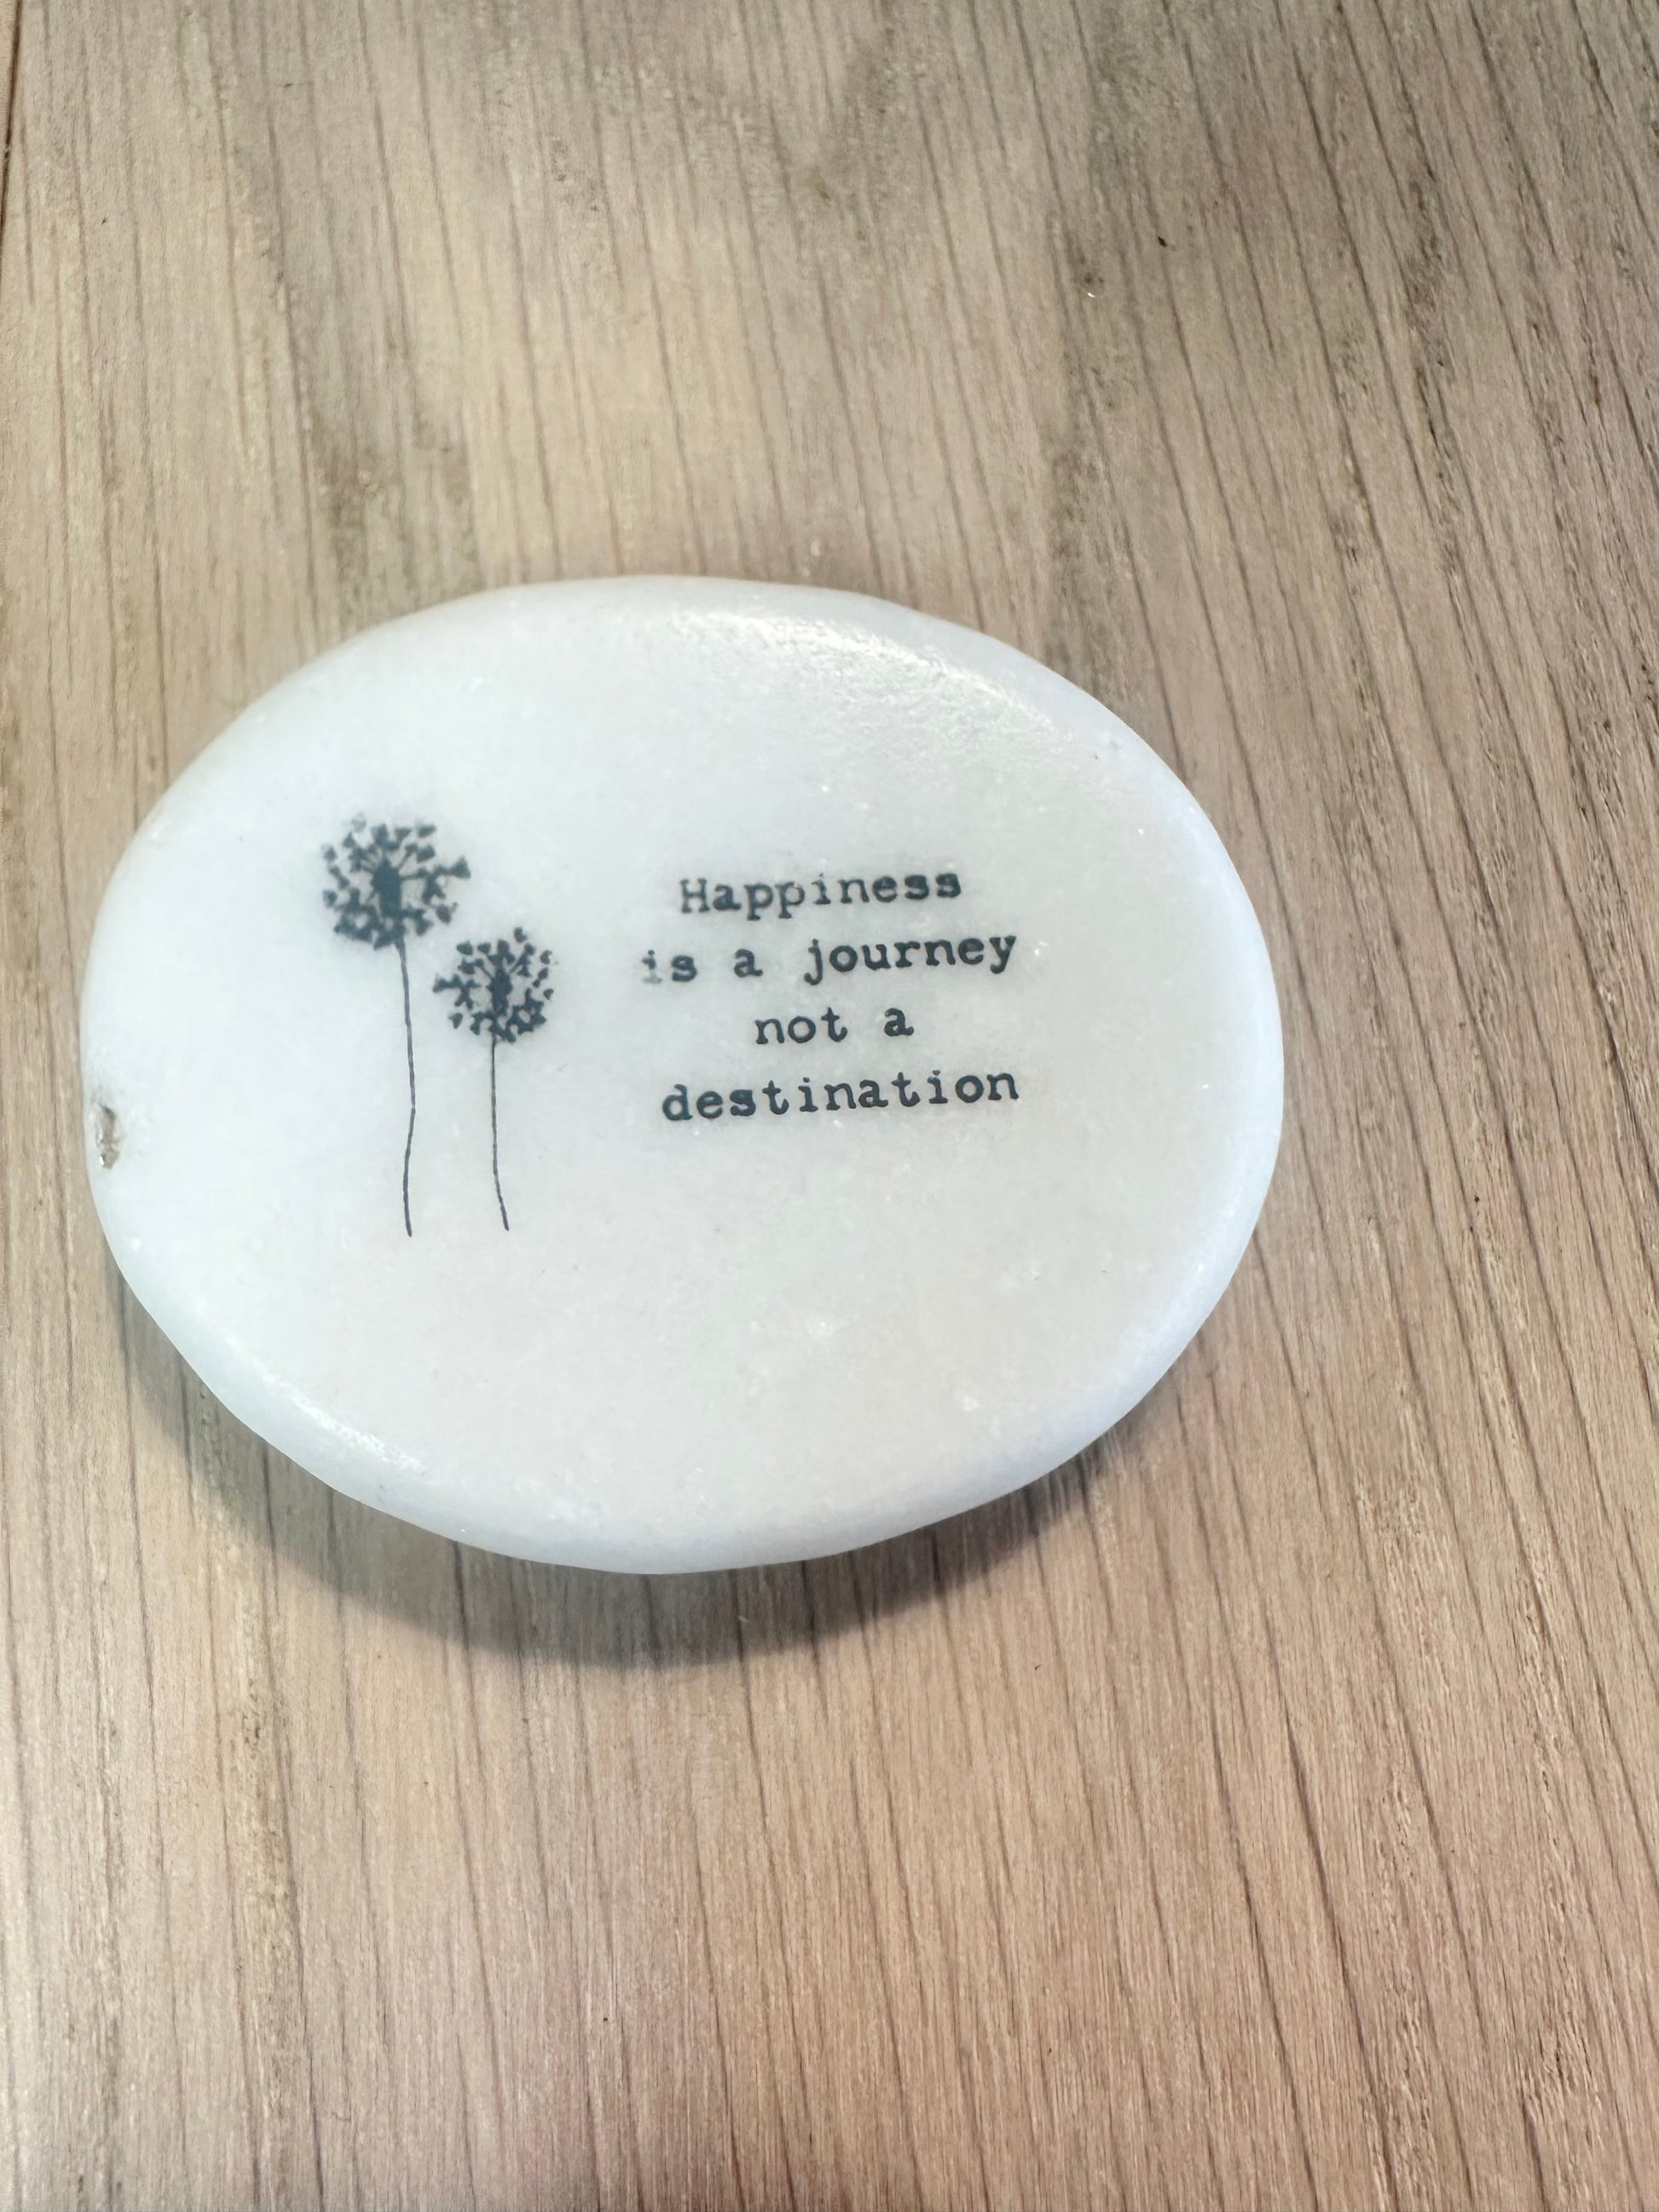 Happiness
is a journey
not a
destination